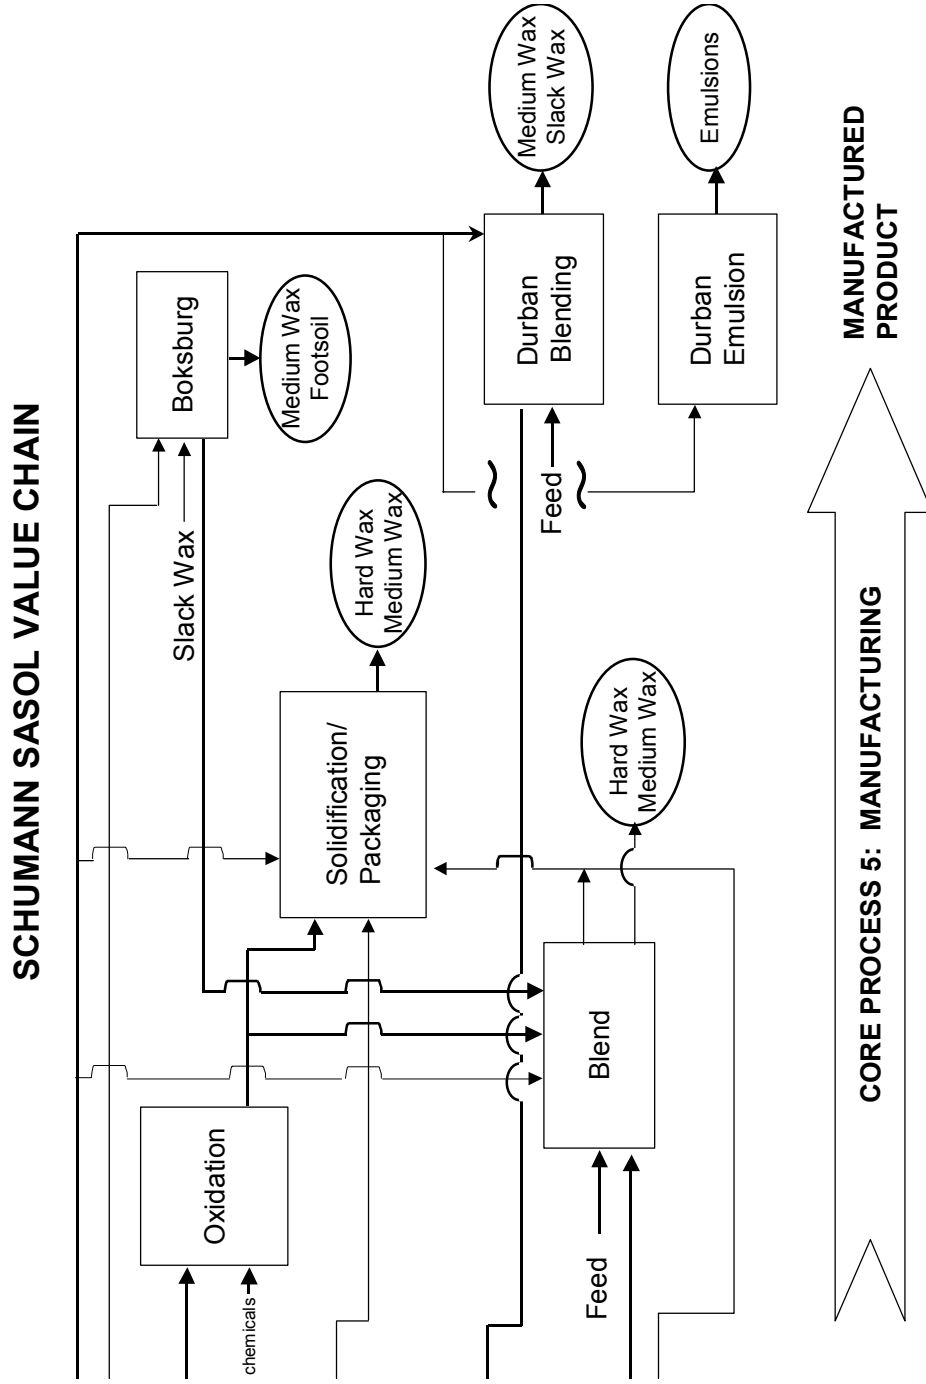 SCHUMANN SASOL VALUE CHAIN
Oxidation
chemicals
Slack Wax
Boksburg
Medium Wax
Footsoil
Solidification/
Packaging
Hard Wax
Medium Wax
Feed
Blend
Hard Wax
Medium Wax
Feed
Durban
Blending
Medium Wax
Slack Wax
Durban
Emulsion
Emulsions
CORE PROCESS 5: MANUFACTURING
MANUFACTURED
PRODUCT